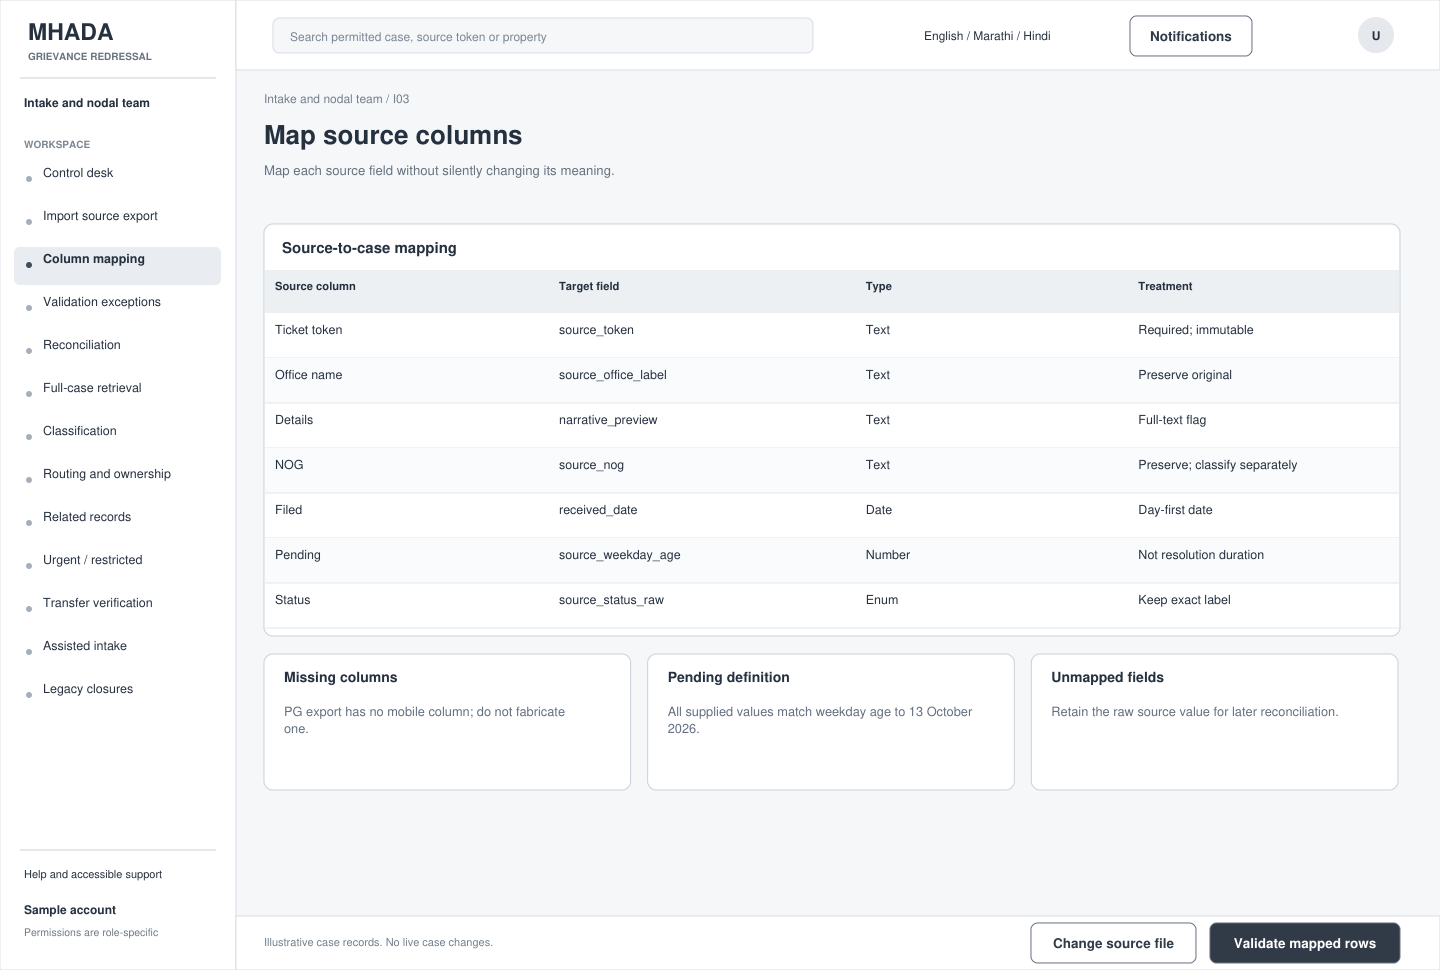 MHADA
GRIEVANCE REDRESSAL
Intake and nodal team
WORKSPACE
Control desk
Import source export
Column mapping
Validation exceptions
Reconciliation
Full-case retrieval
Classification
Routing and ownership
Related records
Urgent / restricted
Transfer verification
Assisted intake
Legacy closures
Help and accessible support
Sample account
Permissions are role-specific
Search permitted case, source token or property
English / Marathi / Hindi
Notifications
U
Intake and nodal team / I03
Map source columns
Map each source field without silently changing its meaning.
Source-to-case mapping
Source column Target field Type Treatment
Ticket token source_token Text Required; immutable
Office name source_office_label Text Preserve original
Details narrative_preview Text Full-text flag
NOG source_nog Text Preserve; classify separately
Filed received_date Date Day-first date
Pending source_weekday_age Number Not resolution duration
Status source_status_raw Enum Keep exact label
Missing columns
PG export has no mobile column; do not fabricate
one.
Pending definition
All supplied values match weekday age to 13 October
2026.
Unmapped fields
Retain the raw source value for later reconciliation.
Illustrative case records. No live case changes.
Change source file
Validate mapped rows